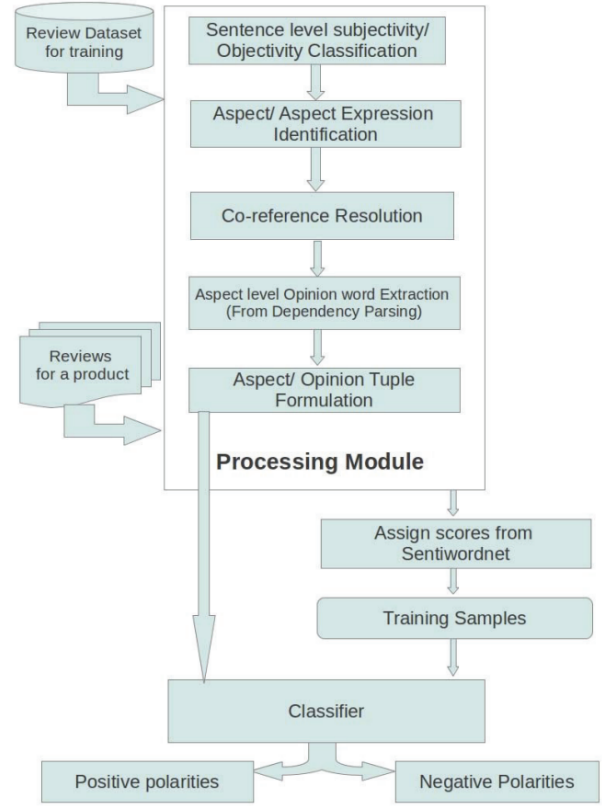 Review Dataset
for training
Sentence level subjectivity/
Objectivity Classification
Aspect/ Aspect Expression
Identification
Co-reference Resolution
Aspect level Opinion word Extraction
(From Dependency Parsing)
Reviews
for a product
Aspect/ Opinion Tuple
Formulation
Processing Module
Assign scores from
Sentiwordnet
Training Samples
Classifier
Positive polarities
Negative Polarities